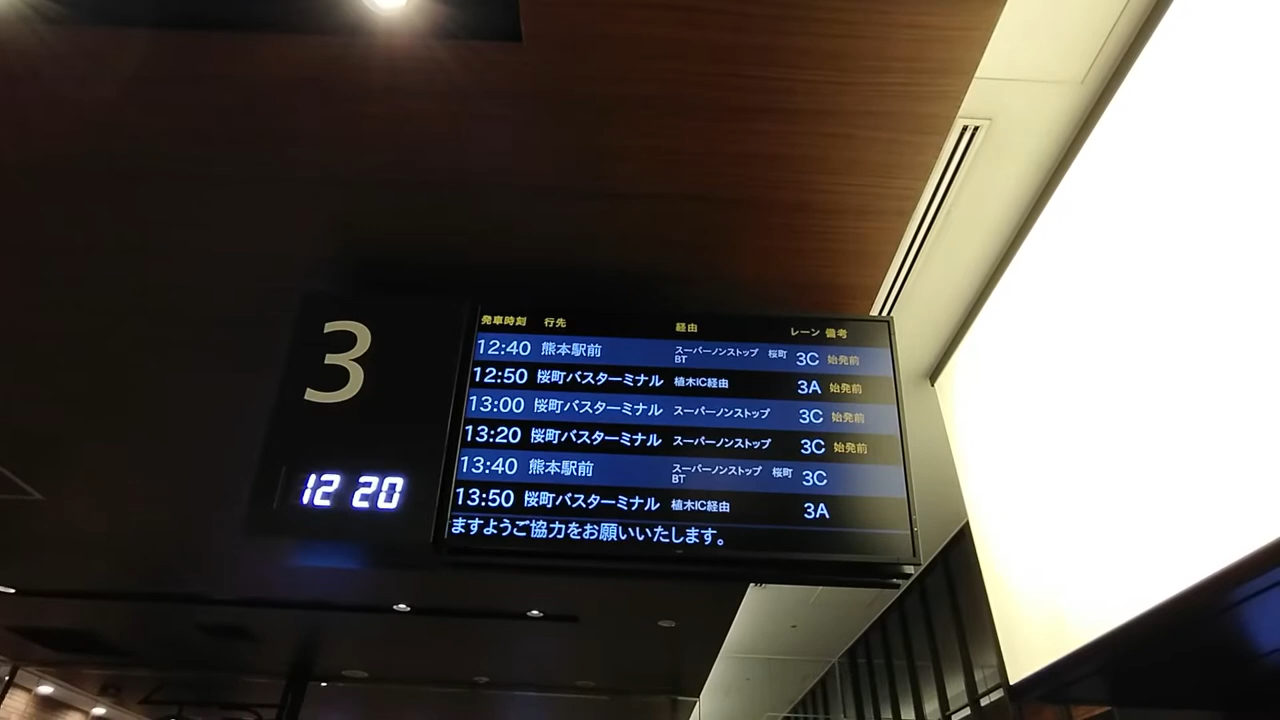 3
12 20
発車時刻 行先 経由 レーン 備考
12:40 熊本駅前 スーパーノンストップ 桜町BT 3C 始発前
12:50 桜町バスターミナル 植木IC経由 3A 始発前
13:00 桜町バスターミナル スーパーノンストップ 3C 始発前
13:20 桜町バスターミナル スーパーノンストップ 3C 始発前
13:40 熊本駅前 スーパーノンストップ 桜町BT 3C
13:50 桜町バスターミナル 植木IC経由 3A
ますようご協力をお願いいたします。